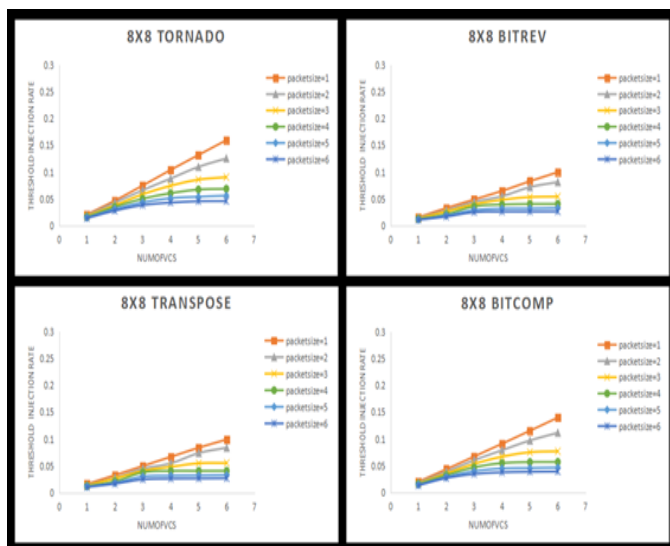 8X8 TORNADO
THRESHOLD INJECTION RATE
0.3
0.25
0.2
0.15
0.1
0.05
0
0 1 2 3 4 5 6 7
NUMOFVCS
packetsize=1
packetsize=2
packetsize=3
packetsize=4
packetsize=5
packetsize=6
8X8 BITREV
THRESHOLD INJECTION RATE
0.3
0.25
0.2
0.15
0.1
0.05
0
0 1 2 3 4 5 6 7
NUMOFVCS
packetsize=1
packetsize=2
packetsize=3
packetsize=4
packetsize=5
packetsize=6
8X8 TRANSPOSE
THRESHOLD INJECTION RATE
0.3
0.25
0.2
0.15
0.1
0.05
0
0 1 2 3 4 5 6 7
NUMOFVCS
packetsize=1
packetsize=2
packetsize=3
packetsize=4
packetsize=5
packetsize=6
8X8 BITCOMP
THRESHOLD INJECTION RATE
0.3
0.25
0.2
0.15
0.1
0.05
0
0 1 2 3 4 5 6 7
NUMOFVCS
packetsize=1
packetsize=2
packetsize=3
packetsize=4
packetsize=5
packetsize=6